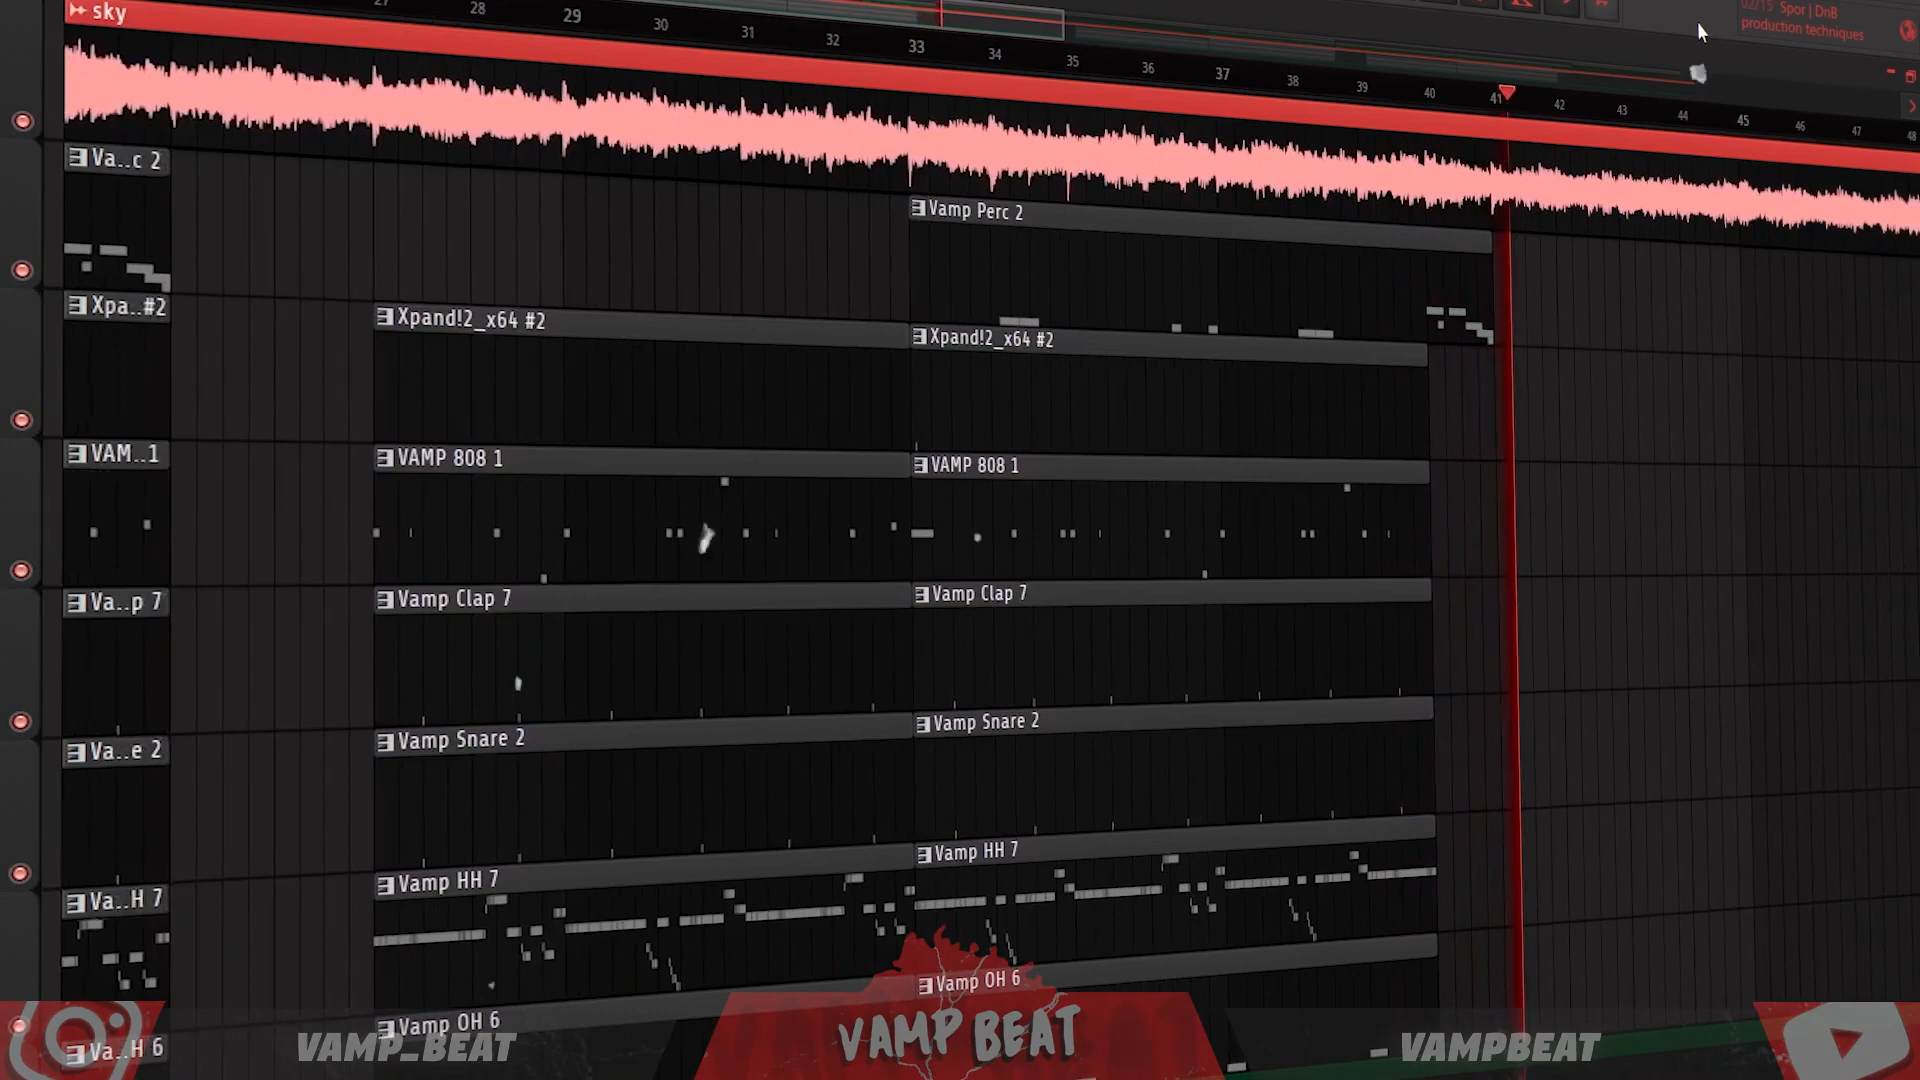 sky
27 28 29 30 31 32 33 34 35 36 37 38 39 40 41 42 43 44 45 46 47 48
02/15 Spor | DnB
production techniques
Va..c 2
Vamp Perc 2
Xpa..#2
Xpand!2_x64 #2
Xpand!2_x64 #2
VAM..1
VAMP 808 1
VAMP 808 1
Va..p 7
Vamp Clap 7
Vamp Clap 7
Va..e 2
Vamp Snare 2
Vamp Snare 2
Va..H 7
Vamp HH 7
Vamp HH 7
Va..H 6
Vamp OH 6
Vamp OH 6
VAMP_BEAT
VAMP BEAT
VAMPBEAT